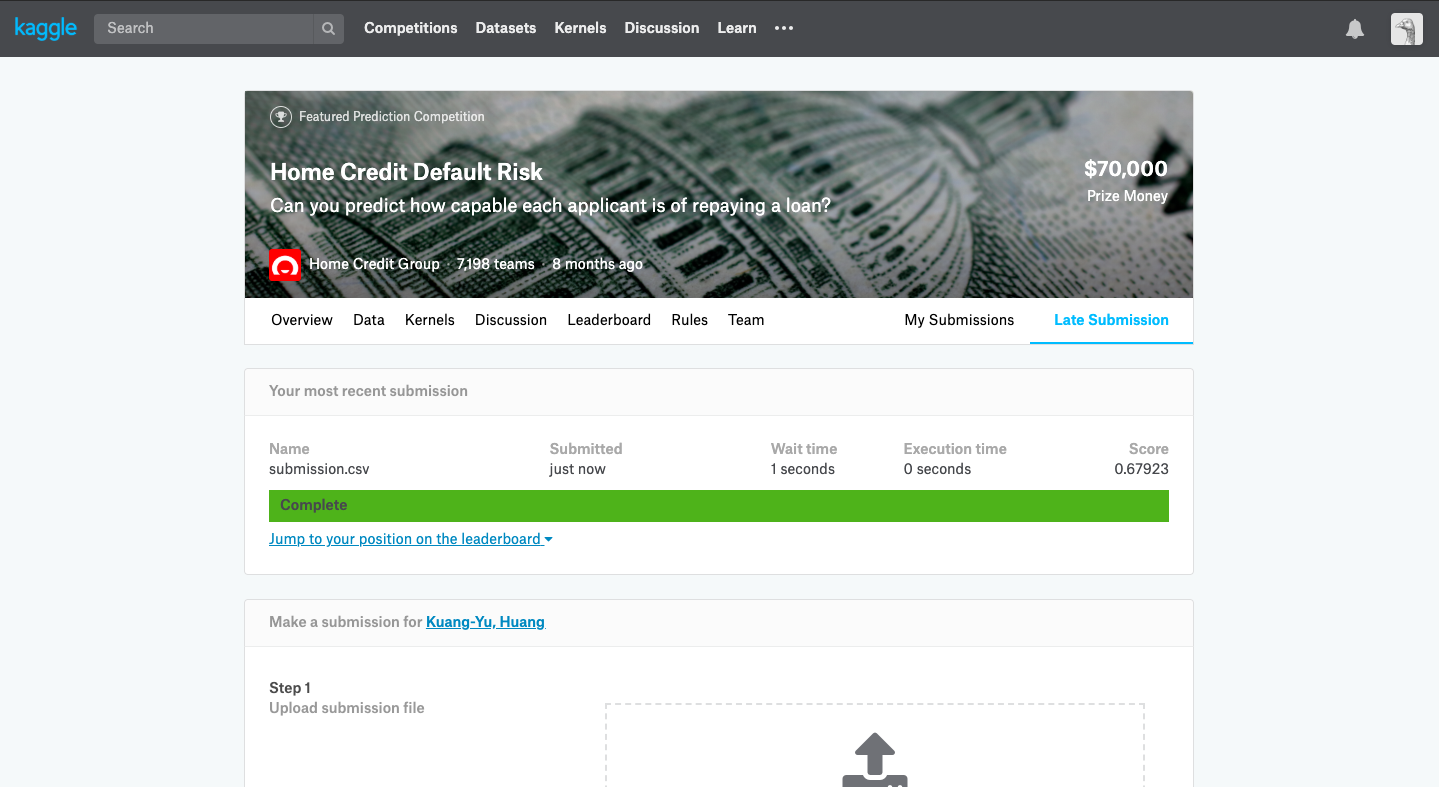 kaggle Search Competitions Datasets Kernels Discussion Learn
Featured Prediction Competition
Home Credit Default Risk
$70,000
Can you predict how capable each applicant is of repaying a loan?
Prize Money
Home Credit Group · 7,198 teams · 8 months ago
Overview Data Kernels Discussion Leaderboard Rules Team My Submissions Late Submission
Your most recent submission
Name Submitted Wait time Execution time Score
submission.csv just now 1 seconds 0 seconds 0.67923
Complete
Jump to your position on the leaderboard
Make a submission for Kuang-Yu, Huang
Step 1
Upload submission file